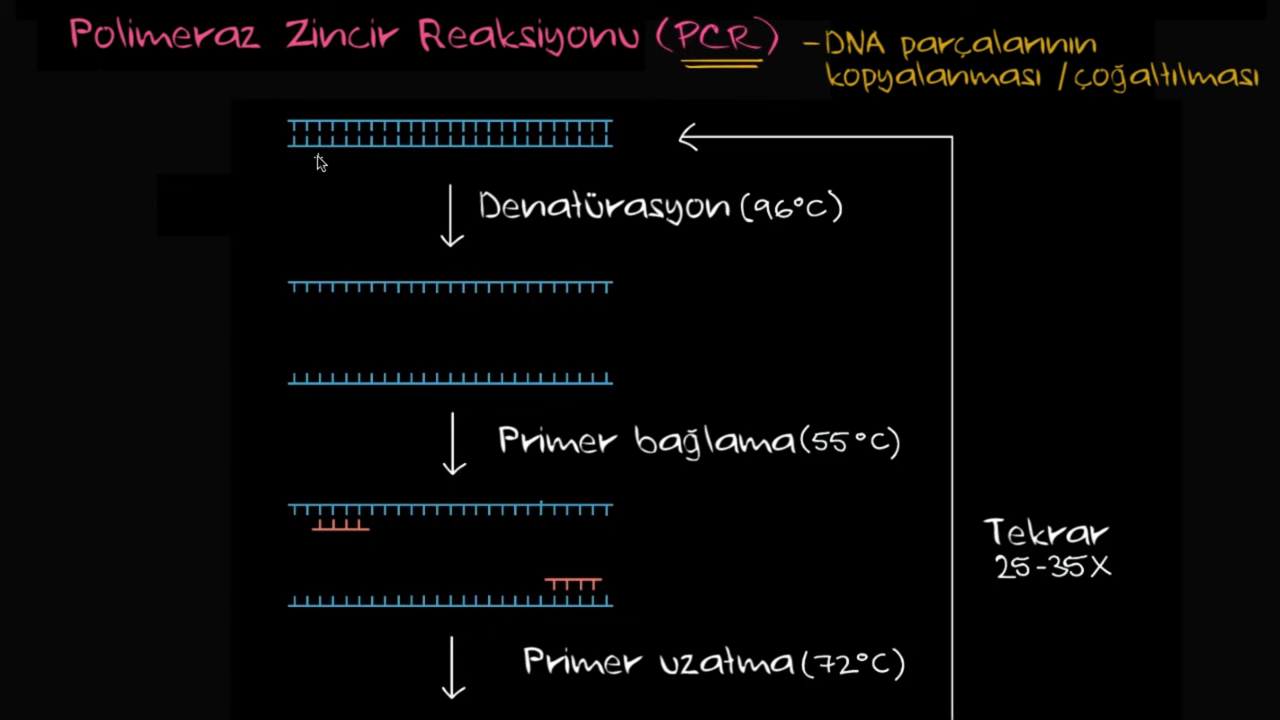 Polimeraz Zincir Reaksiyonu (PCR)
-DNA parçalarının
kopyalanması / çoğaltılması
Denatürasyon (96°C)
Primer bağlama (55°C)
Tekrar
25-35X
Primer uzatma (72°C)